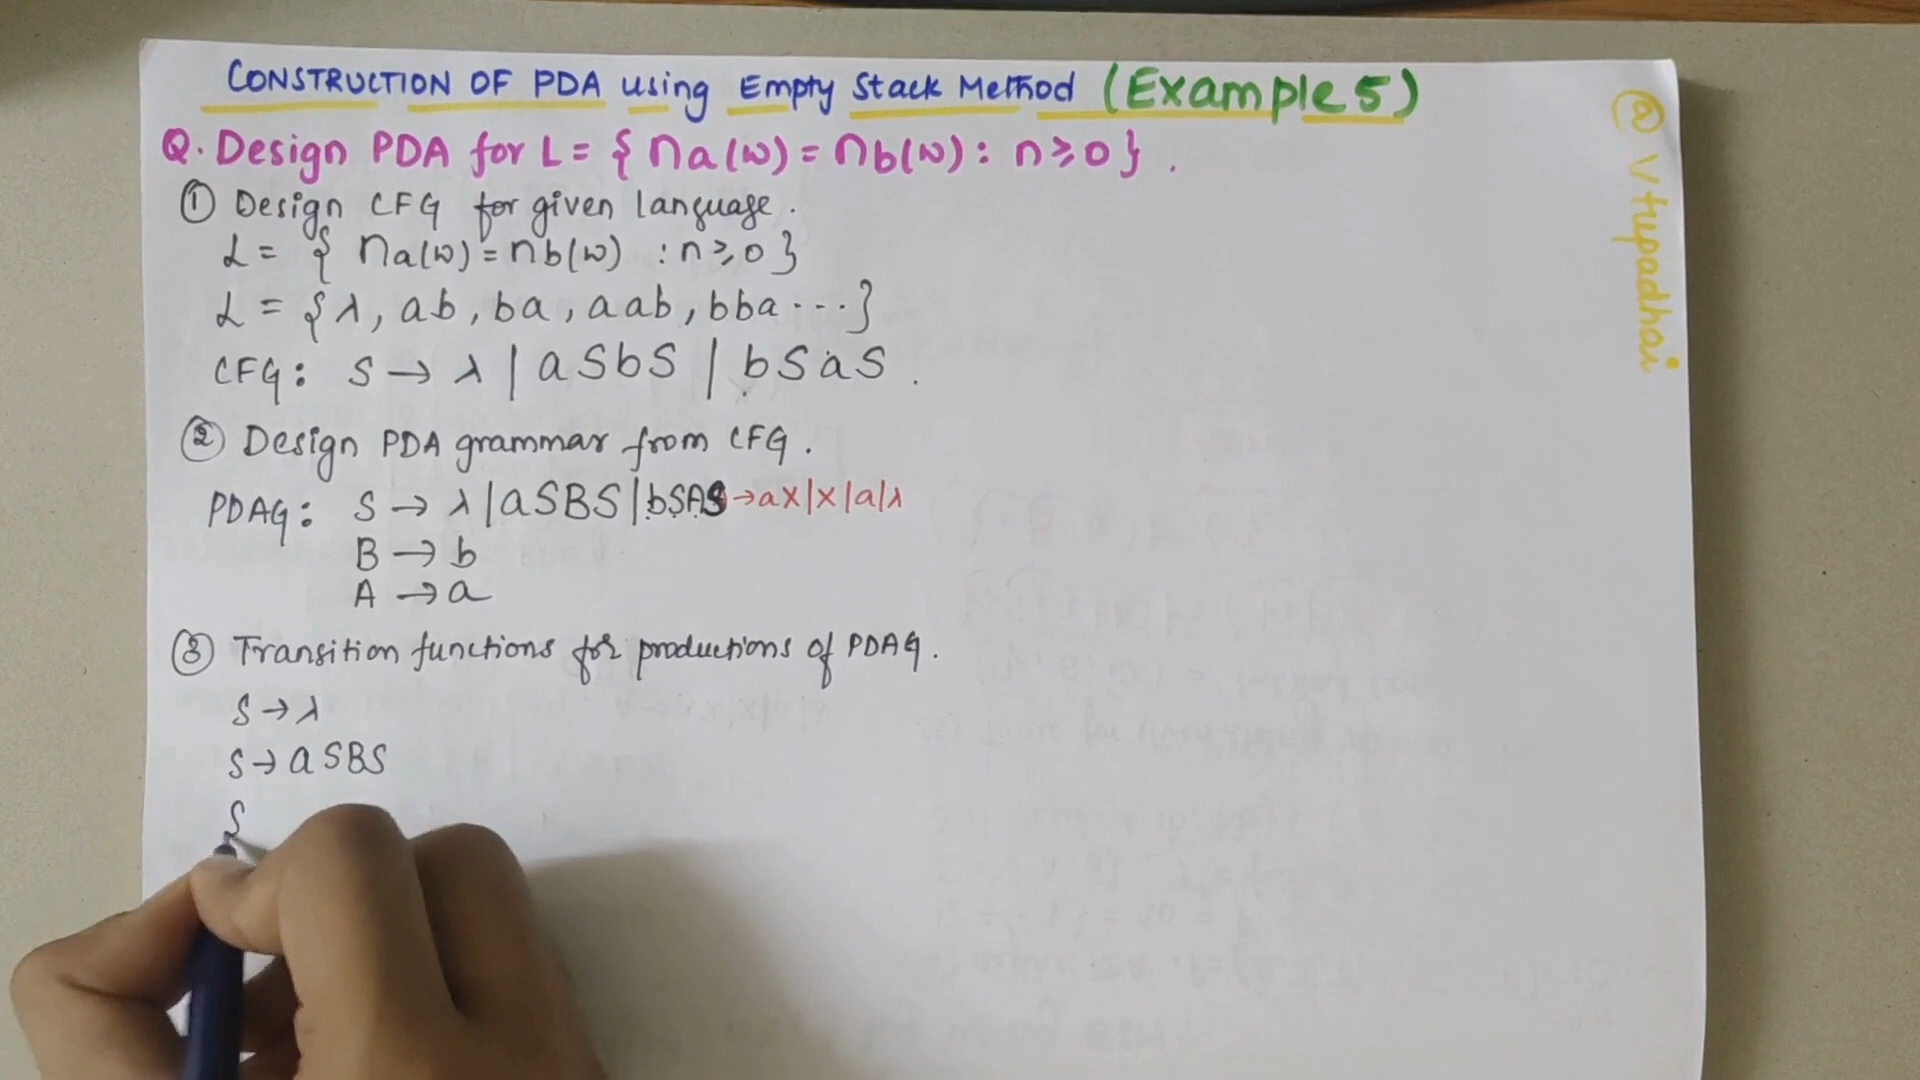 CONSTRUCTION OF PDA using Empty Stack Method (Example 5)
Q. Design PDA for L = { na(w) = nb(w) : n ≥ 0 } .
① Design CFG for given language .
L = { na(w) = nb(w) : n ≥ 0 }
L = { λ, ab, ba, aab, bba ... }
CFG : S → λ | aSbS | bSaS .
② Design PDA grammar from CFG .
PDAG : S → λ | aSBS | bSAS → ax | x | a | λ
B → b
A → a
③ Transition functions for productions of PDAG .
S → λ
S → aSBS
S
@Vtupadhai